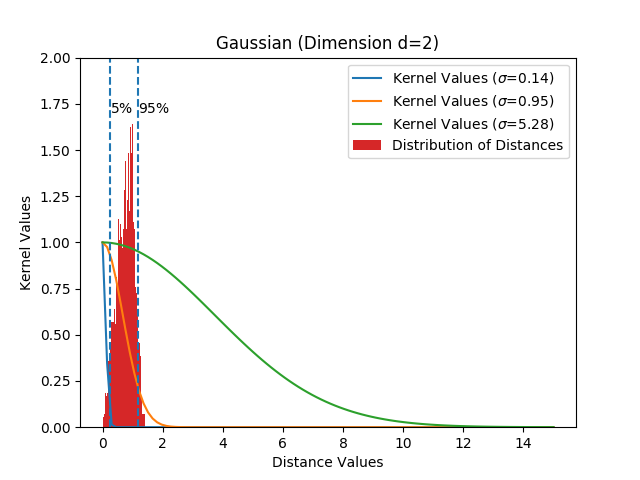 Gaussian (Dimension d=2)
Kernel Values (σ=0.14)
Kernel Values (σ=0.95)
Kernel Values (σ=5.28)
Distribution of Distances
5% 95%
2.00
1.75
1.50
1.25
1.00
0.75
0.50
0.25
0.00
Kernel Values
0 2 4 6 8 10 12 14
Distance Values